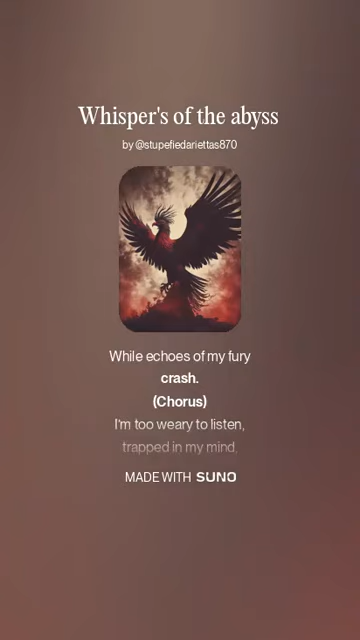 Whisper's of the abyss
by @stupefiedariettas870
While echoes of my fury
crash.
(Chorus)
I'm too weary to listen,
trapped in my mind,
MADE WITH SUNO